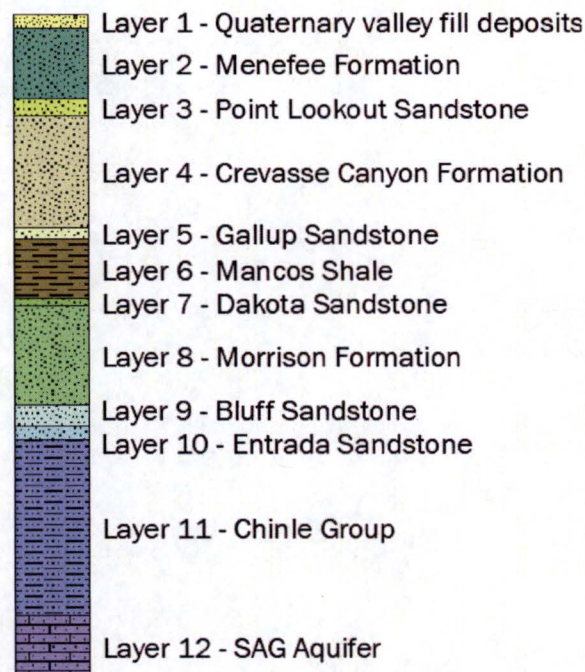 Layer 1 - Quaternary valley fill deposits
Layer 2 - Menefee Formation
Layer 3 - Point Lookout Sandstone
Layer 4 - Crevasse Canyon Formation
Layer 5 - Gallup Sandstone
Layer 6 - Mancos Shale
Layer 7 - Dakota Sandstone
Layer 8 - Morrison Formation
Layer 9 - Bluff Sandstone
Layer 10 - Entrada Sandstone
Layer 11 - Chinle Group
Layer 12 - SAG Aquifer